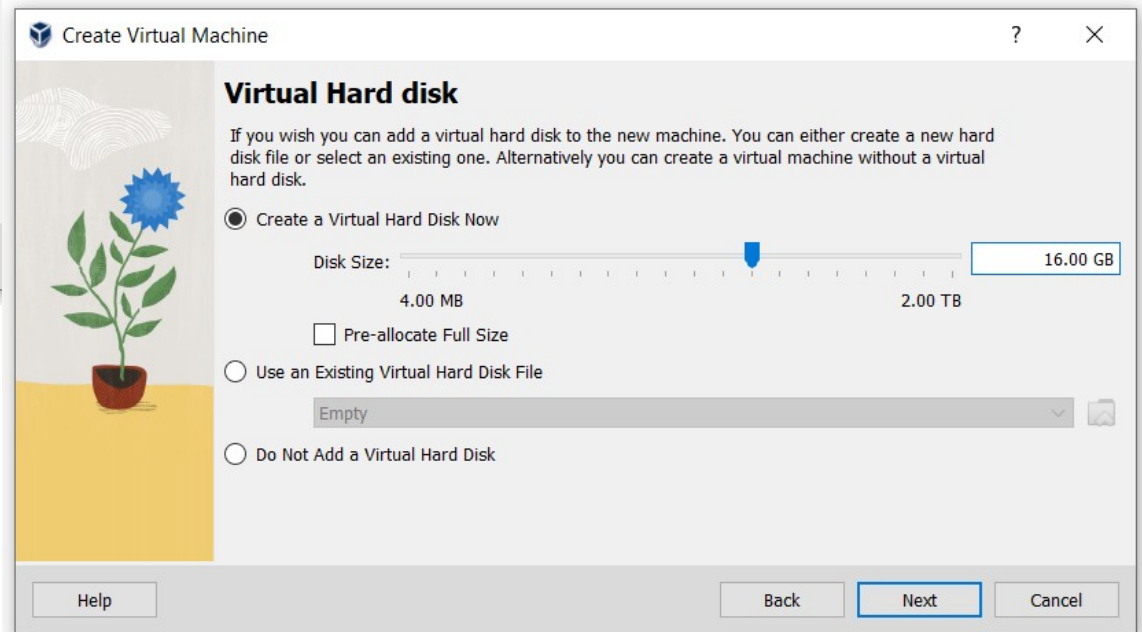 Create Virtual Machine
?
Virtual Hard disk
If you wish you can add a virtual hard disk to the new machine. You can either create a new hard
disk file or select an existing one. Alternatively you can create a virtual machine without a virtual
hard disk.
Create a Virtual Hard Disk Now
Disk Size:
16.00 GB
4.00 MB
2.00 TB
Pre-allocate Full Size
Use an Existing Virtual Hard Disk File
Empty
Do Not Add a Virtual Hard Disk
Help
Back
Next
Cancel